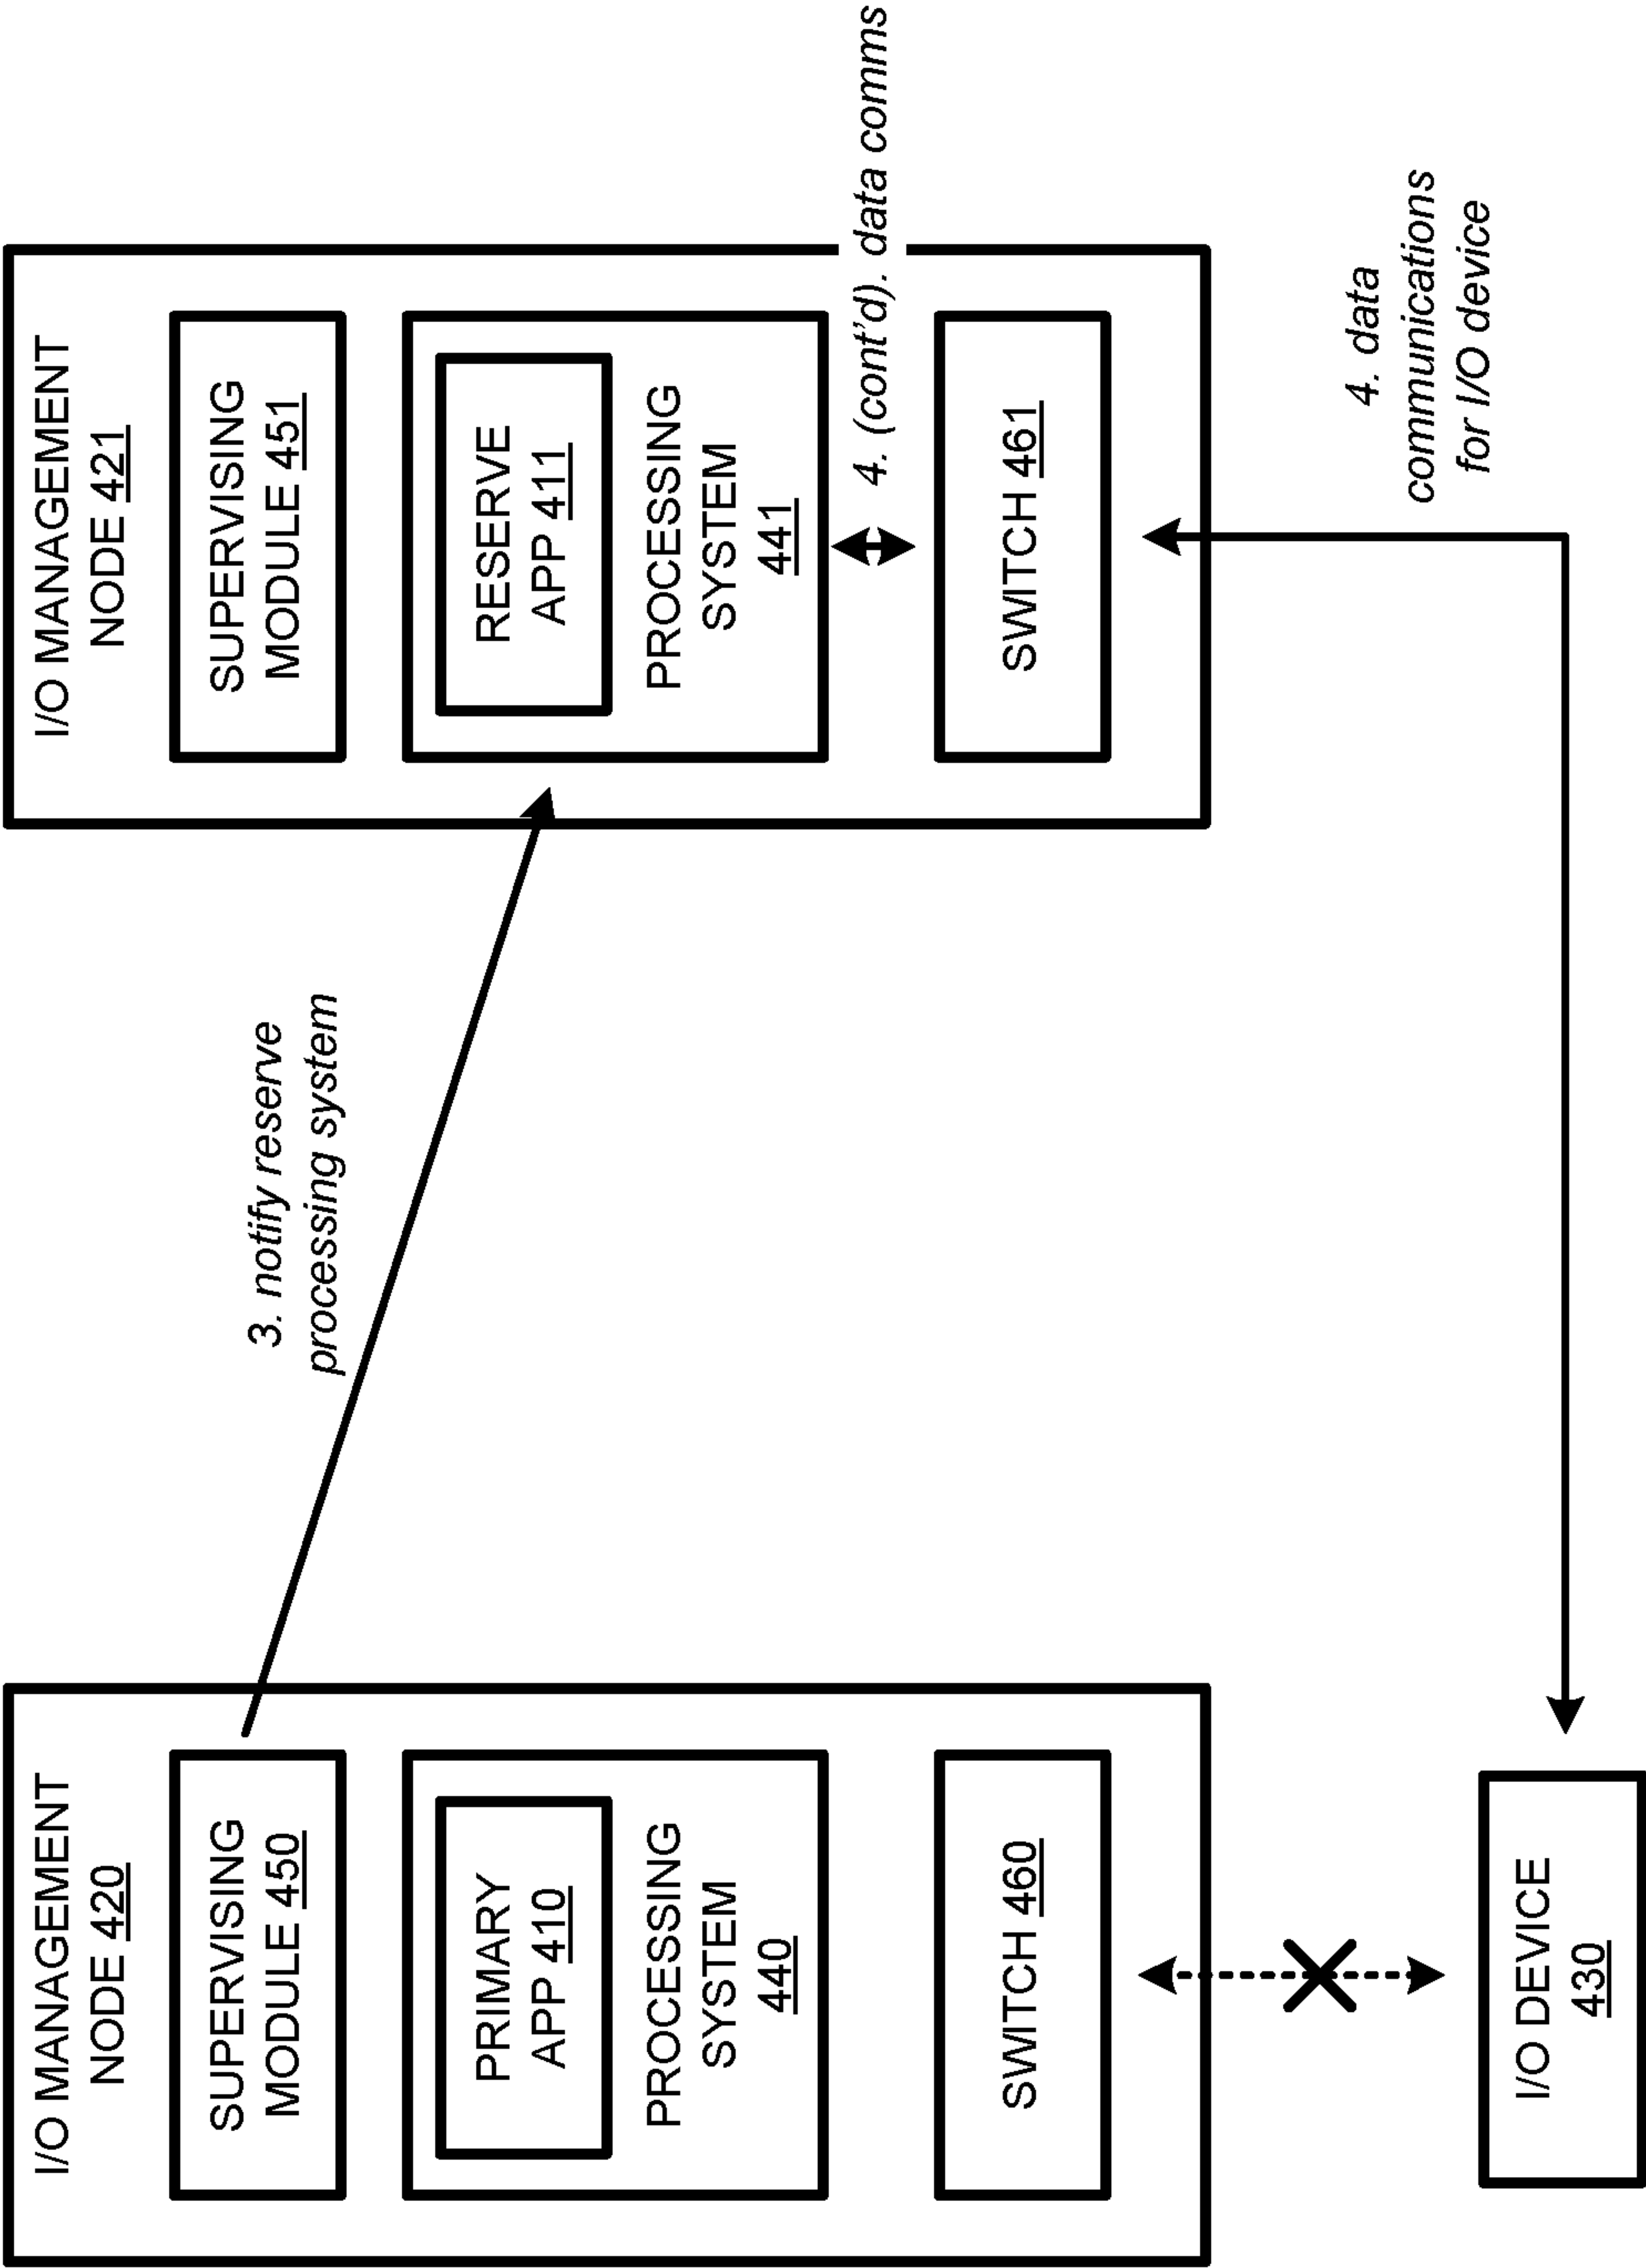 I/O MANAGEMENT
NODE 420
SUPERVISING
MODULE 450
PRIMARY
APP 410
PROCESSING
SYSTEM
440
SWITCH 460
I/O DEVICE
430
3. notify reserve
processing system
I/O MANAGEMENT
NODE 421
SUPERVISING
MODULE 451
RESERVE
APP 411
PROCESSING
SYSTEM
441
4. (cont'd). data comms
SWITCH 461
4. data
communications
for I/O device